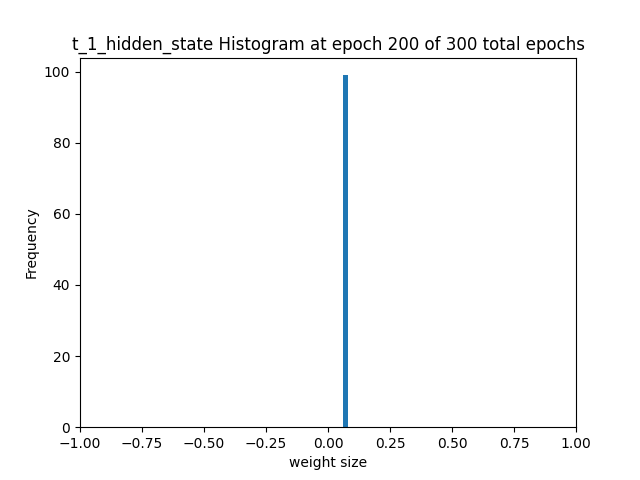 t_1_hidden_state Histogram at epoch 200 of 300 total epochs
100
80
60
40
20
0
Frequency
−1.00 −0.75 −0.50 −0.25 0.00 0.25 0.50 0.75 1.00
weight size